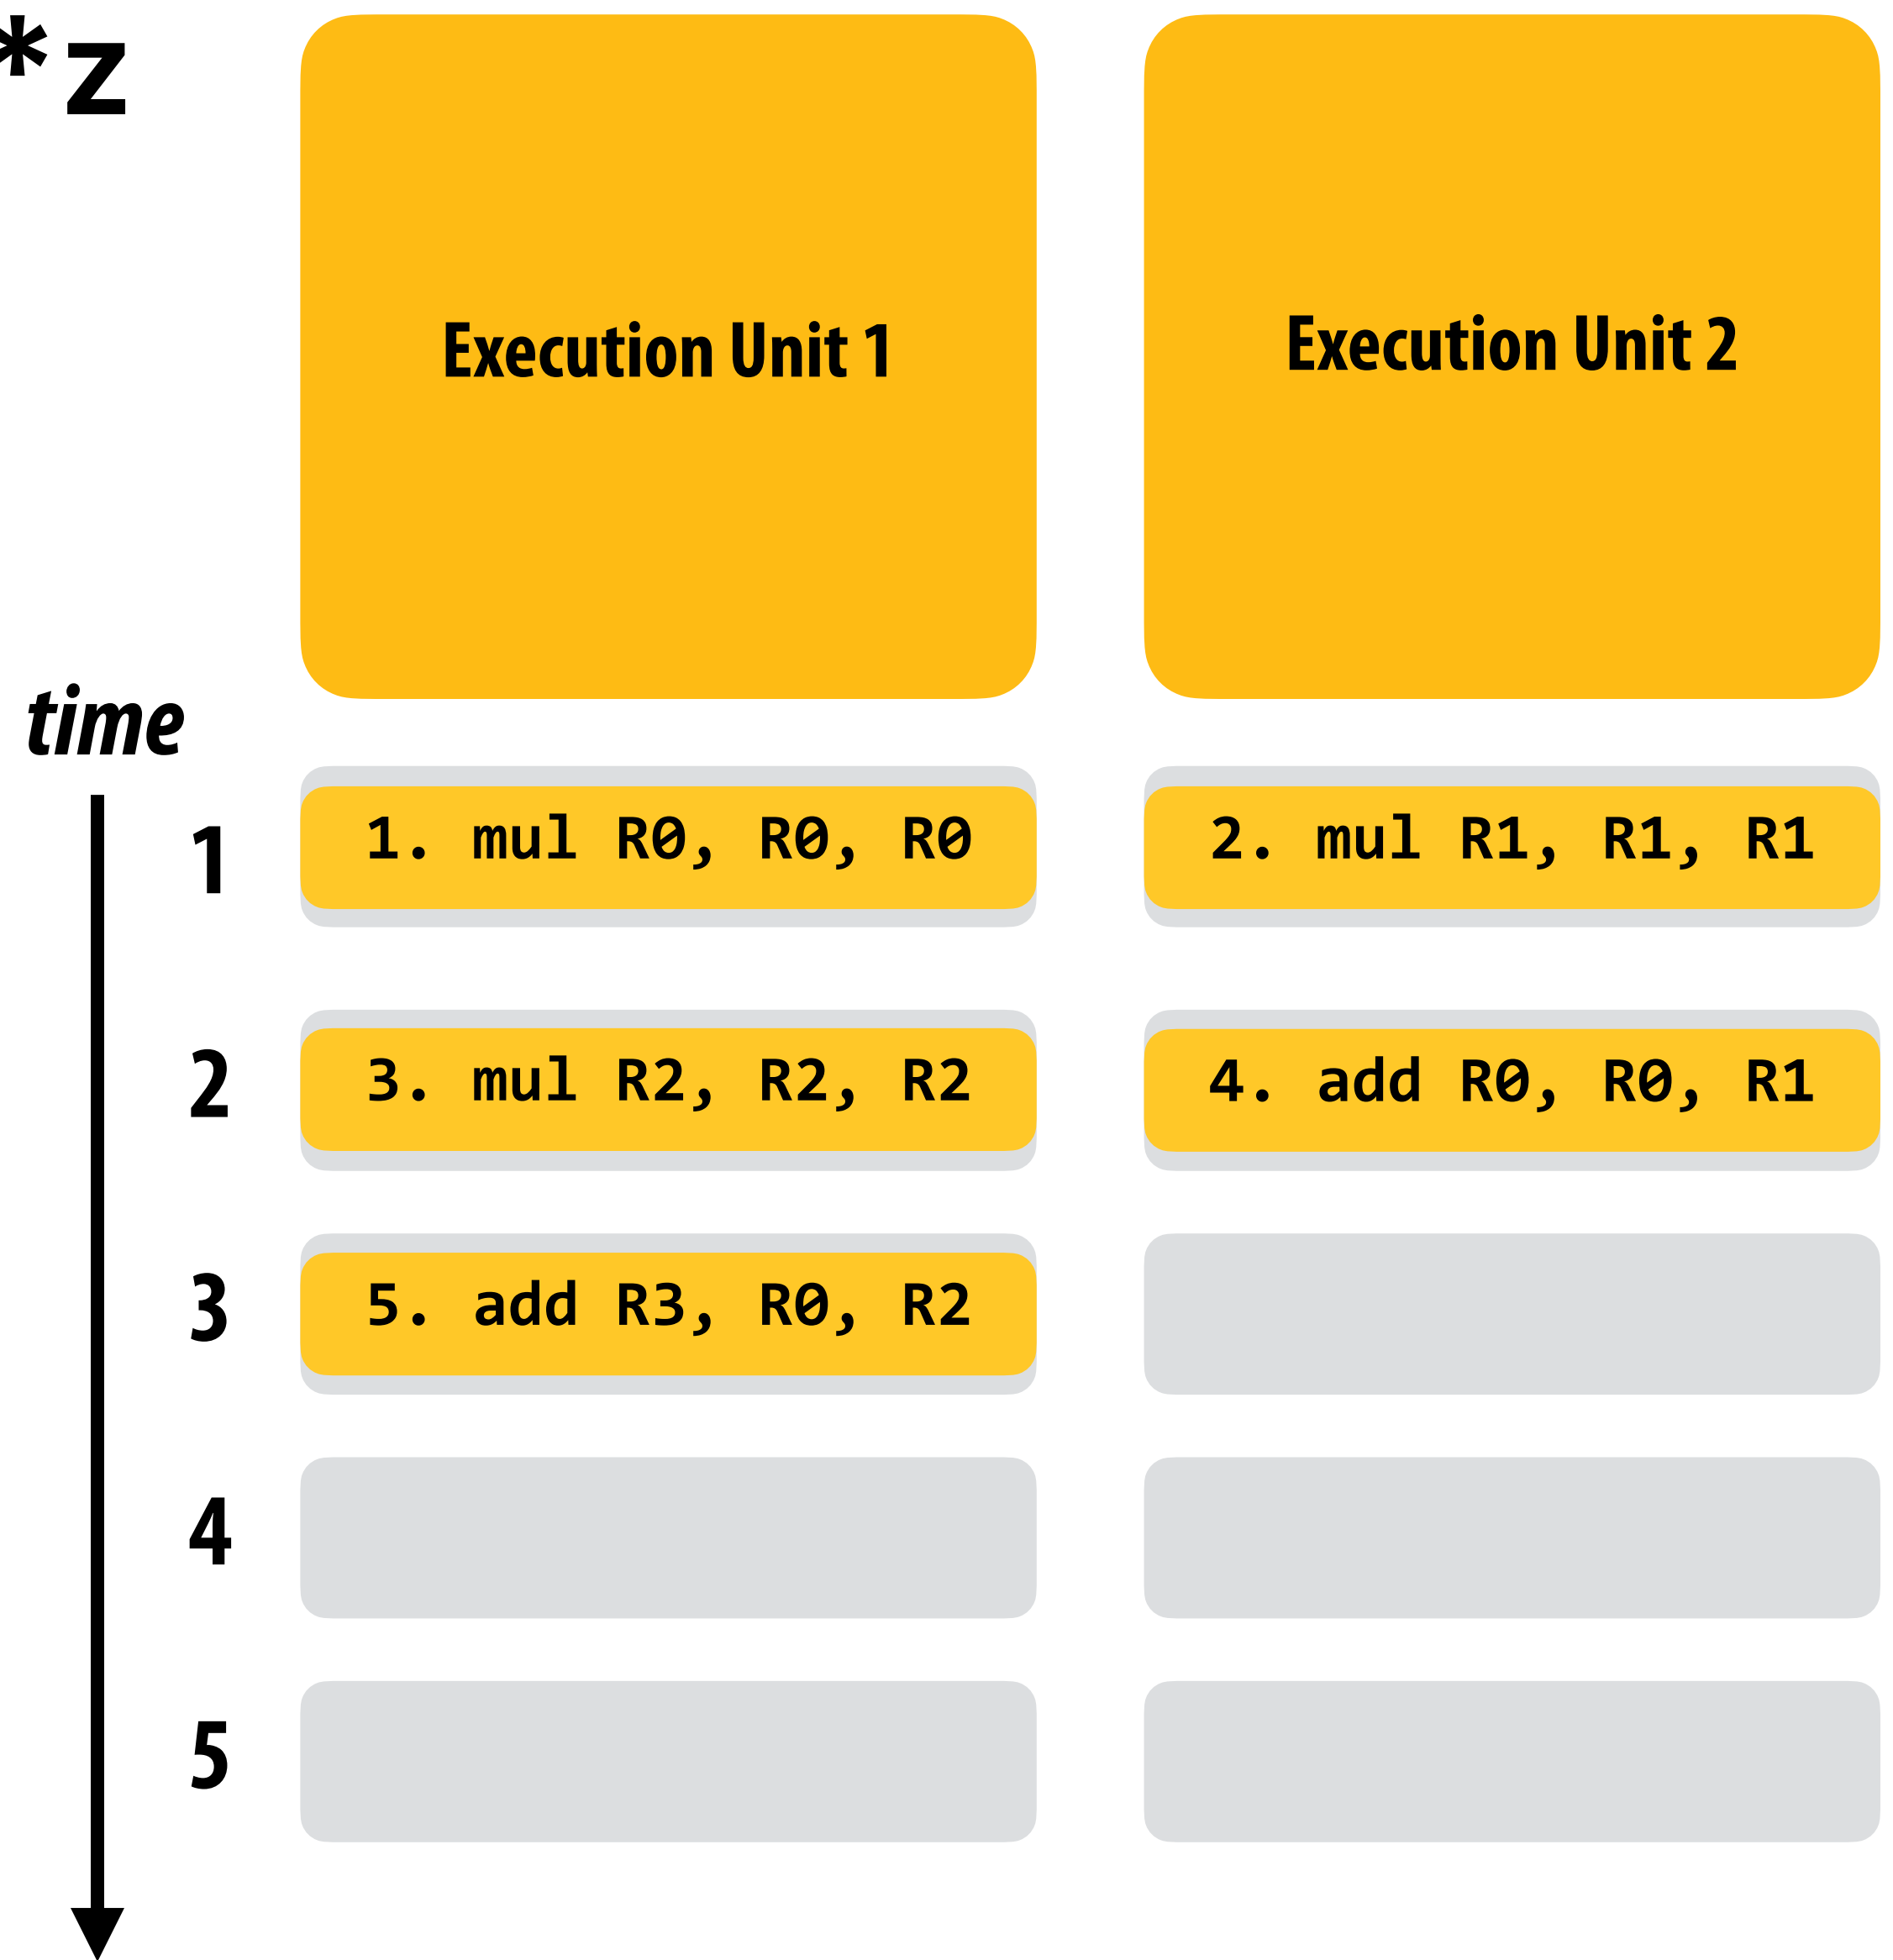 *z
Execution Unit 1
Execution Unit 2
time
1
1. mul R0, R0, R0
2. mul R1, R1, R1
2
3. mul R2, R2, R2
4. add R0, R0, R1
3
5. add R3, R0, R2
4
5